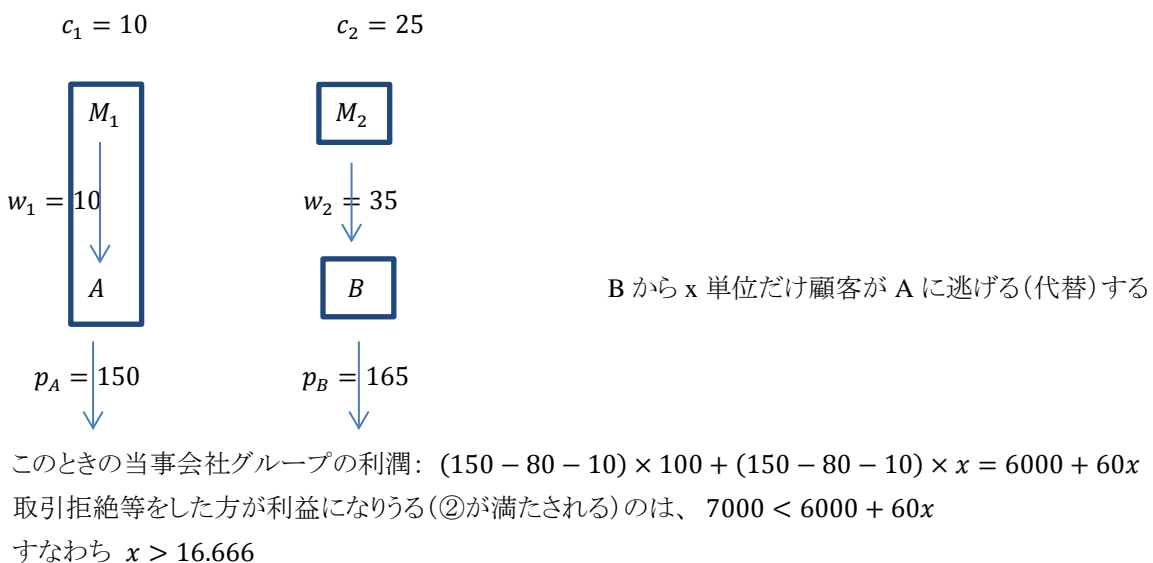 c₁ = 10
c₂ = 25
M₁
M₂
w₁ = 10
w₂ = 35
A
B
B から x 単位だけ顧客が A に逃げる(代替)する
p_A = 150
p_B = 165
このときの当事会社グループの利潤: (150 − 80 − 10) × 100 + (150 − 80 − 10) × x = 6000 + 60x
取引拒絶等をした方が利益になりうる(②が満たされる)のは、 7000 < 6000 + 60x
すなわち x > 16.666